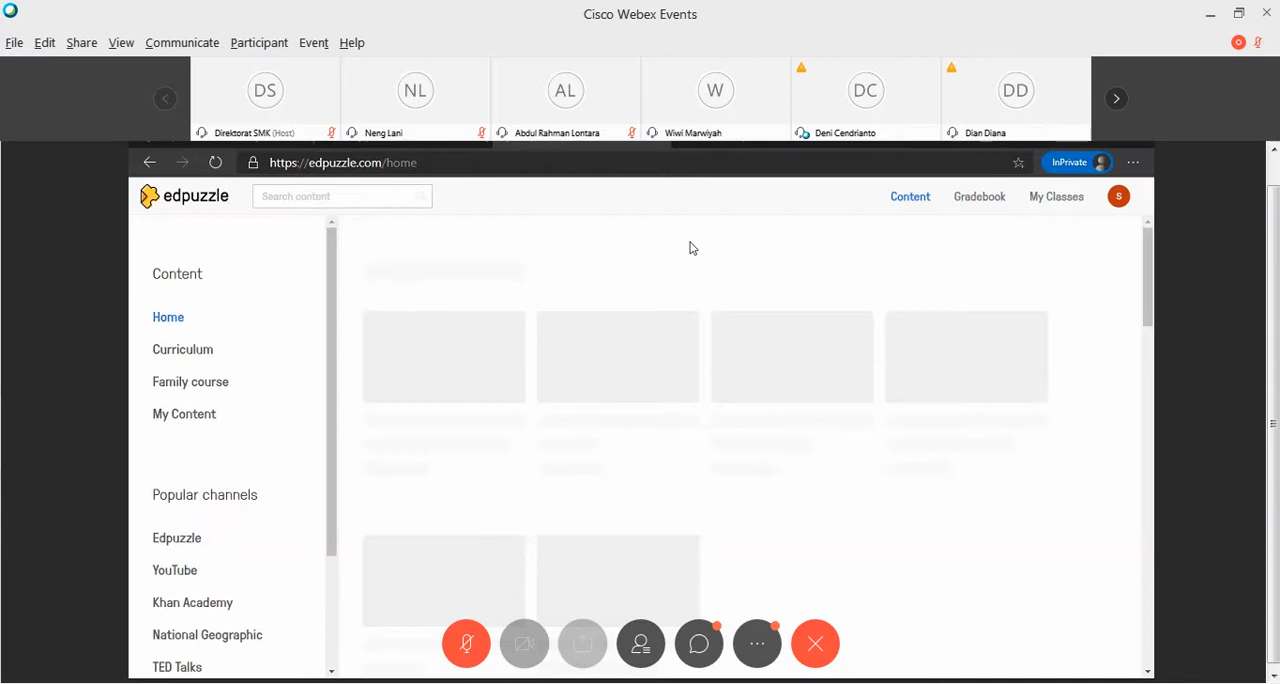 Cisco Webex Events
File Edit Share View Communicate Participant Event Help
DS NL AL W DC DD
Direktorat SMK (Host) Neng Lani Abdul Rahman Lontara Wiwi Marwiyah Deni Cendrianto Dian Diana
https://edpuzzle.com/home InPrivate
edpuzzle Search content Content Gradebook My Classes S
Content
Home
Curriculum
Family course
My Content
Popular channels
Edpuzzle
YouTube
Khan Academy
National Geographic
TED Talks